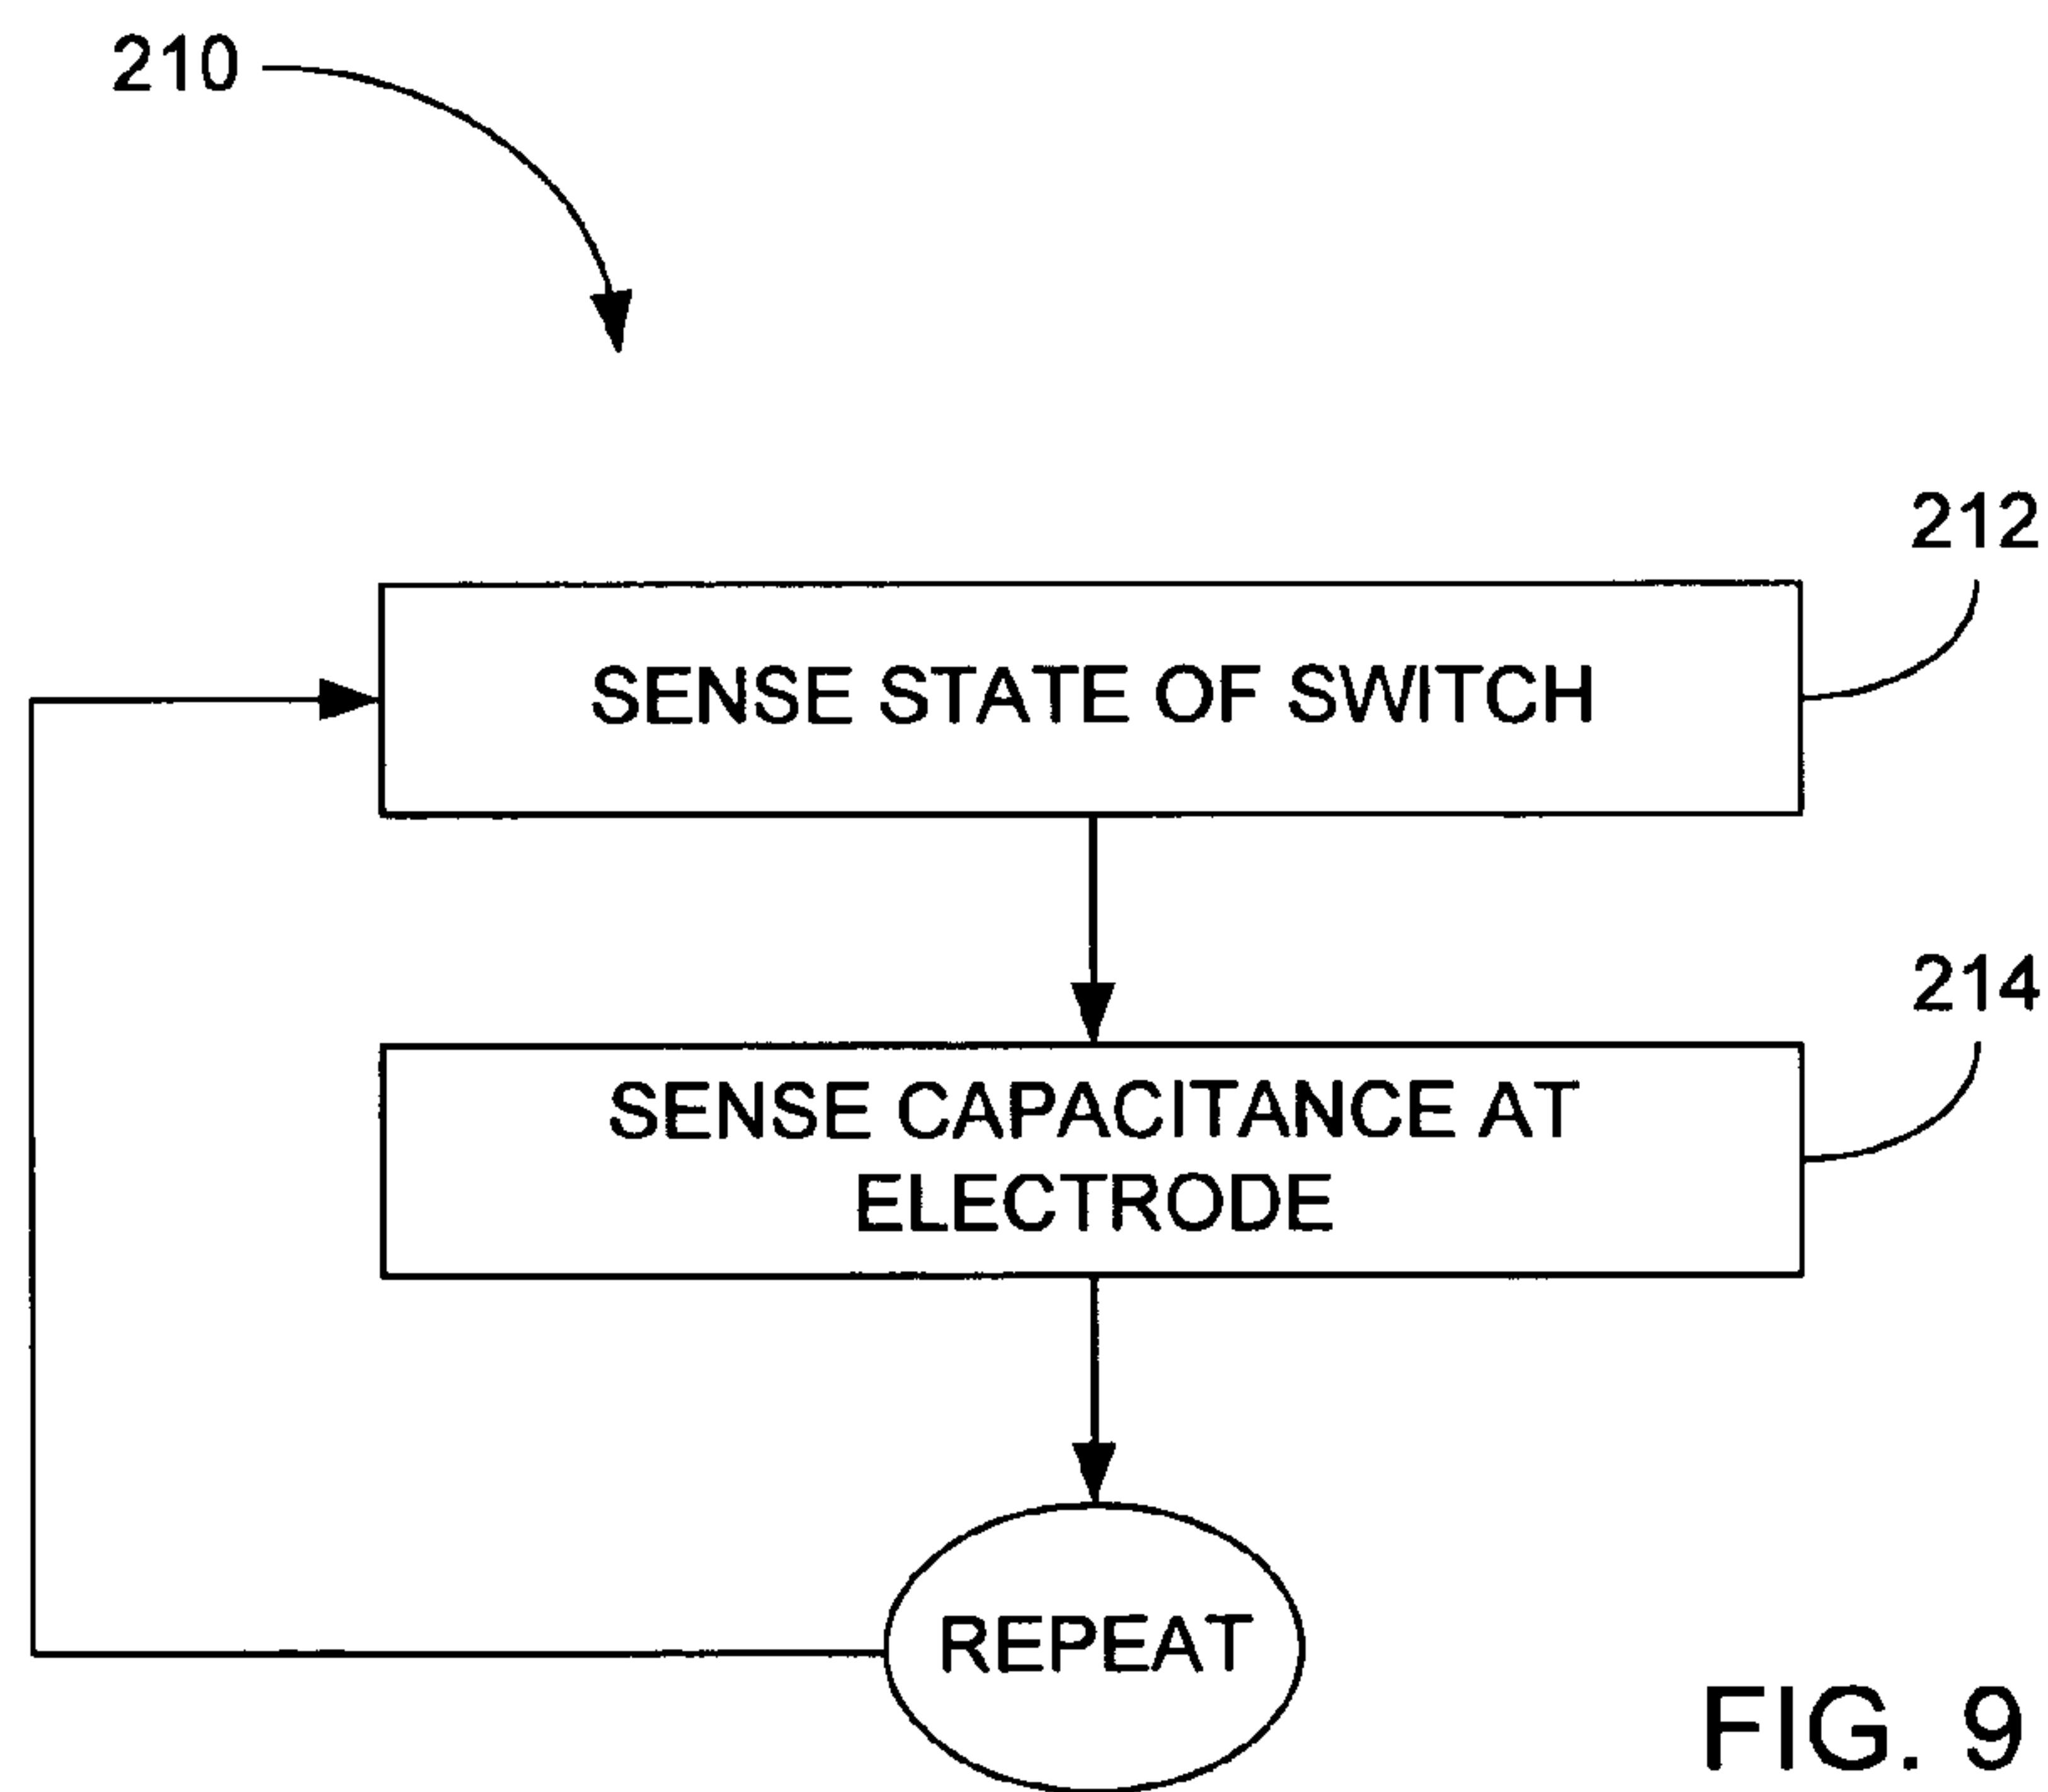 210
212
SENSE STATE OF SWITCH
214
SENSE CAPACITANCE AT
ELECTRODE
REPEAT
FIG. 9